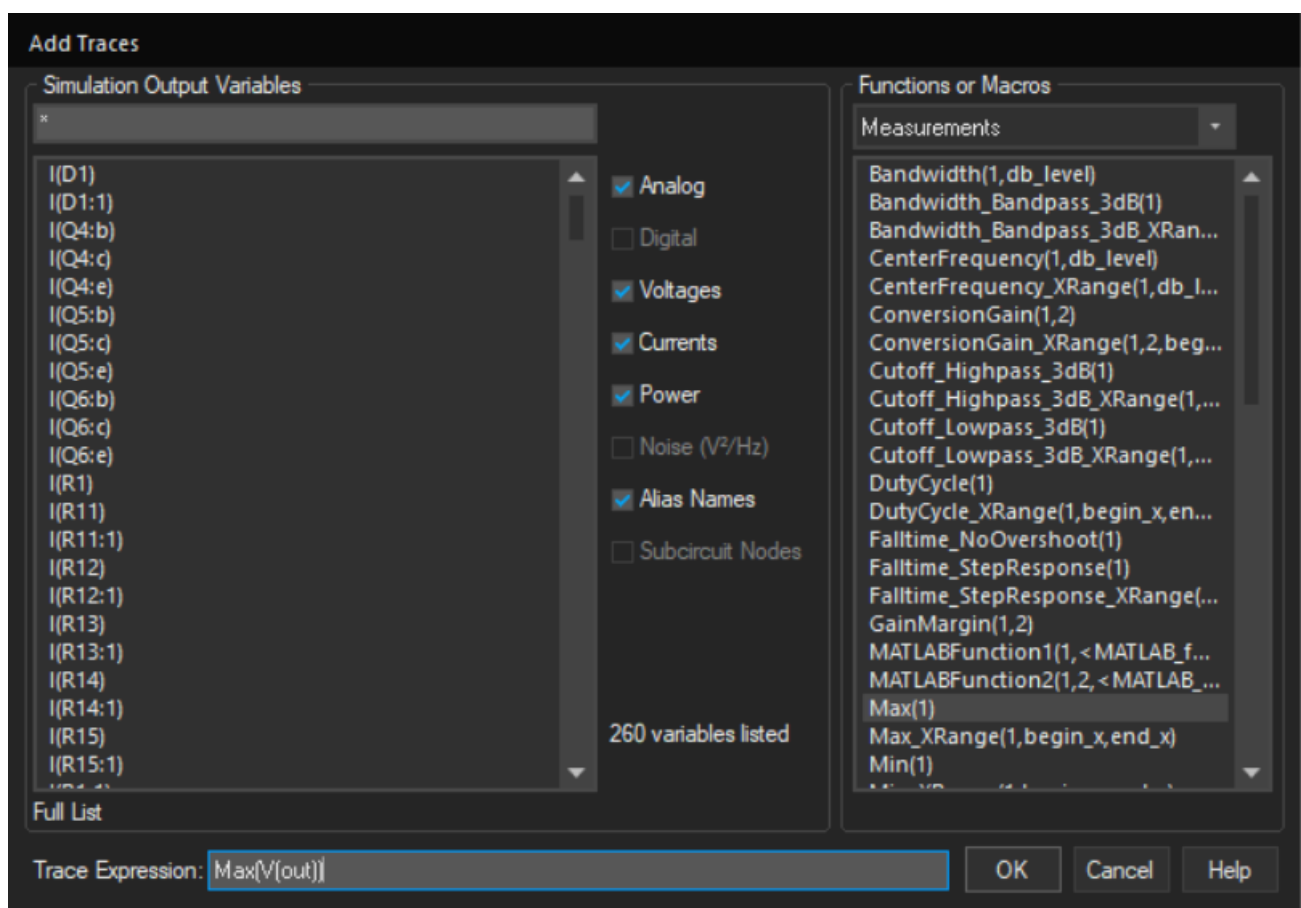 Add Traces
Simulation Output Variables
*
I(D1)
I(D1:1)
I(Q4:b)
I(Q4:c)
I(Q4:e)
I(Q5:b)
I(Q5:c)
I(Q5:e)
I(Q6:b)
I(Q6:c)
I(Q6:e)
I(R1)
I(R11)
I(R11:1)
I(R12)
I(R12:1)
I(R13)
I(R13:1)
I(R14)
I(R14:1)
I(R15)
I(R15:1)
Full List
Analog
Digital
Voltages
Currents
Power
Noise (V²/Hz)
Alias Names
Subcircuit Nodes
260 variables listed
Functions or Macros
Measurements
Bandwidth(1,db_level)
Bandwidth_Bandpass_3dB(1)
Bandwidth_Bandpass_3dB_XRan...
CenterFrequency(1,db_level)
CenterFrequency_XRange(1,db_l...
ConversionGain(1,2)
ConversionGain_XRange(1,2,beg...
Cutoff_Highpass_3dB(1)
Cutoff_Highpass_3dB_XRange(1,...
Cutoff_Lowpass_3dB(1)
Cutoff_Lowpass_3dB_XRange(1,...
DutyCycle(1)
DutyCycle_XRange(1,begin_x,en...
Falltime_NoOvershoot(1)
Falltime_StepResponse(1)
Falltime_StepResponse_XRange(...
GainMargin(1,2)
MATLABFunction1(1,<MATLAB_f...
MATLABFunction2(1,2,<MATLAB_...
Max(1)
Max_XRange(1,begin_x,end_x)
Min(1)
Trace Expression: Max(V(out))
OK
Cancel
Help